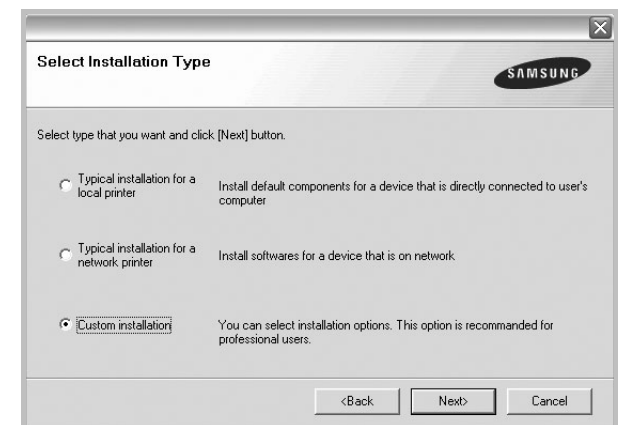 Select Installation Type
SAMSUNG
Select type that you want and click [Next] button.
Typical installation for a
local printer
Install default components for a device that is directly connected to user's
computer
Typical installation for a
network printer
Install softwares for a device that is on network
Custom installation
You can select installation options. This option is recommanded for
professional users.
<Back
Next>
Cancel